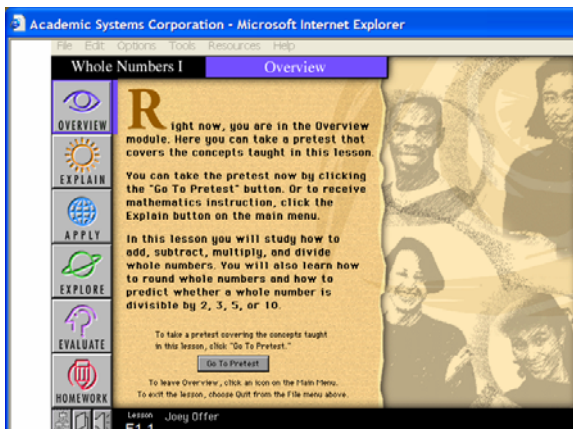 Academic Systems Corporation - Microsoft Internet Explorer
File Edit Options Tools Resources Help
Whole Numbers I
Overview
OVERVIEW
EXPLAIN
APPLY
EXPLORE
EVALUATE
HOMEWORK
Right now, you are in the Overview
module. Here you can take a pretest that
covers the concepts taught in this lesson.
You can take the pretest now by clicking
the "Go To Pretest" button. Or to receive
mathematics instruction, click the
Explain button on the main menu.
In this lesson you will study how to
add, subtract, multiply, and divide
whole numbers. You will also learn how
to round whole numbers and how to
predict whether a whole number is
divisible by 2, 3, 5, or 10.
To take a pretest covering the concepts taught
in this lesson, click "Go To Pretest."
Go To Pretest
To leave Overview, click an icon on the Main Menu.
To exit the lesson, choose Quit from the File menu above.
Lesson Joey Offer
F1.1